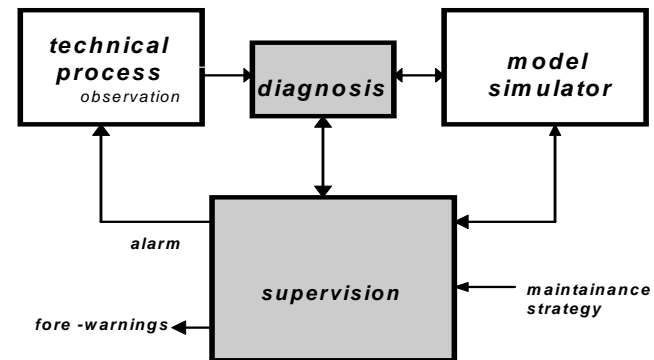 technical
process
observation
diagnosis
model
simulator
alarm
supervision
maintainance
strategy
fore -warnings